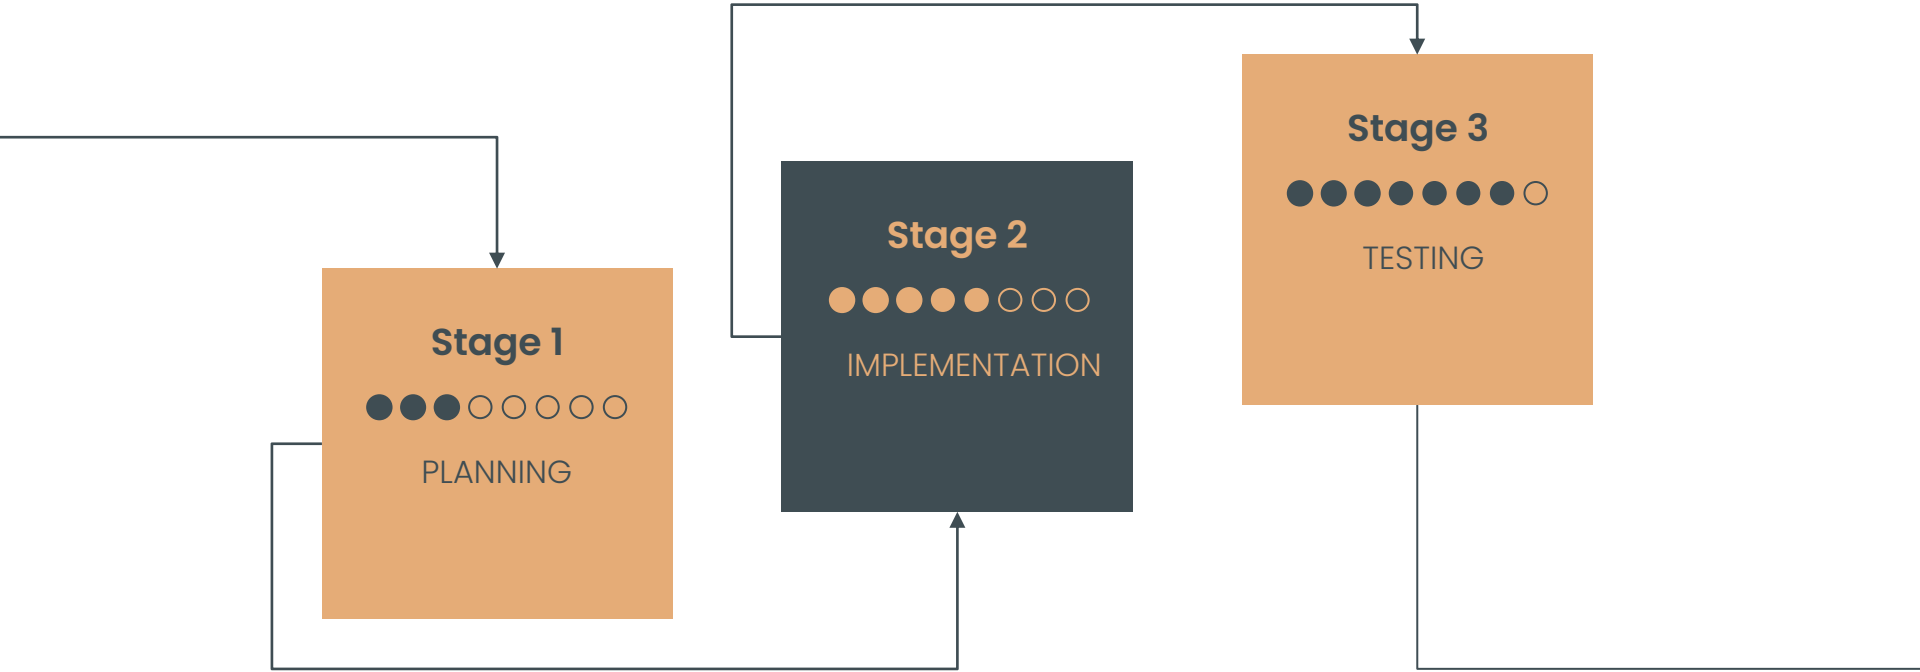 Stage 1
PLANNING
Stage 2
IMPLEMENTATION
Stage 3
TESTING